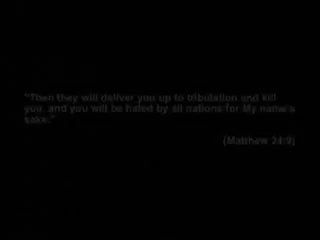 "Then they will deliver you up to tribulation and kill
you, and you will be hated by all nations for My name's
sake."
(Matthew 24:9)